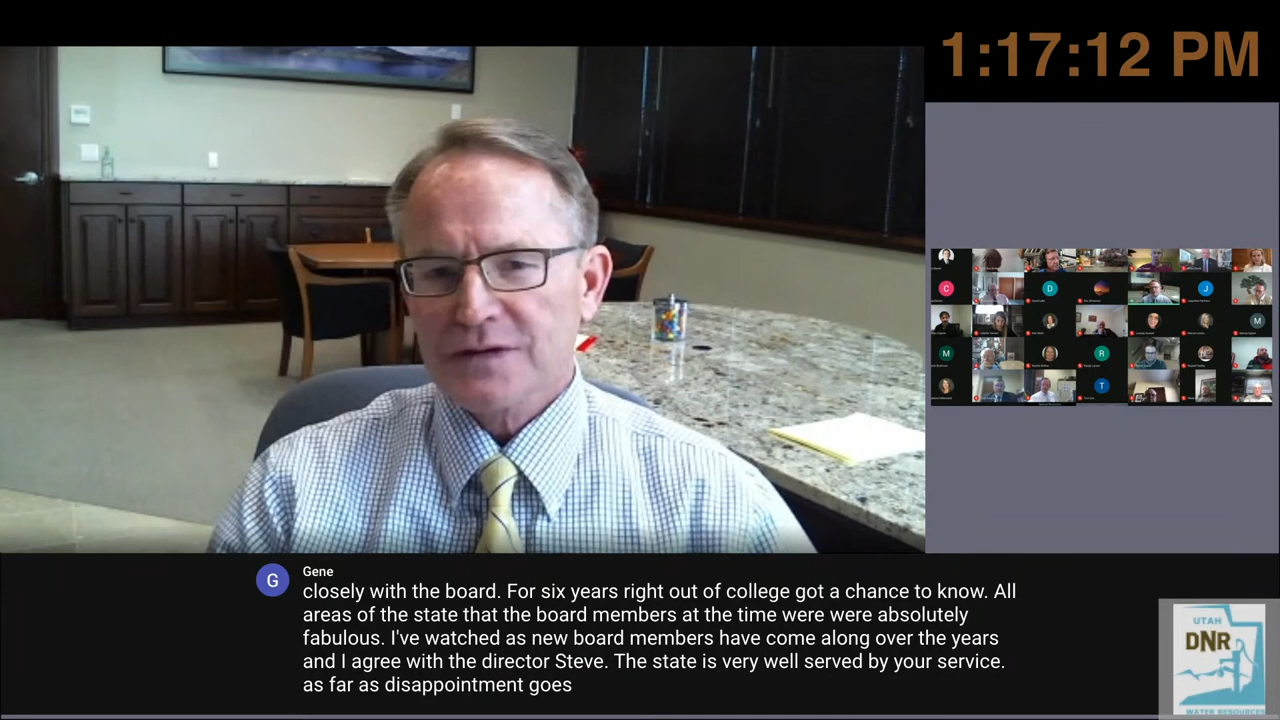 1:17:12 PM
G
Gene
closely with the board. For six years right out of college got a chance to know. All
areas of the state that the board members at the time were were absolutely
fabulous. I've watched as new board members have come along over the years
and I agree with the director Steve. The state is very well served by your service.
as far as disappointment goes
C
D
J
M
M
R
T
UTAH
DNR
WATER RESOURCES